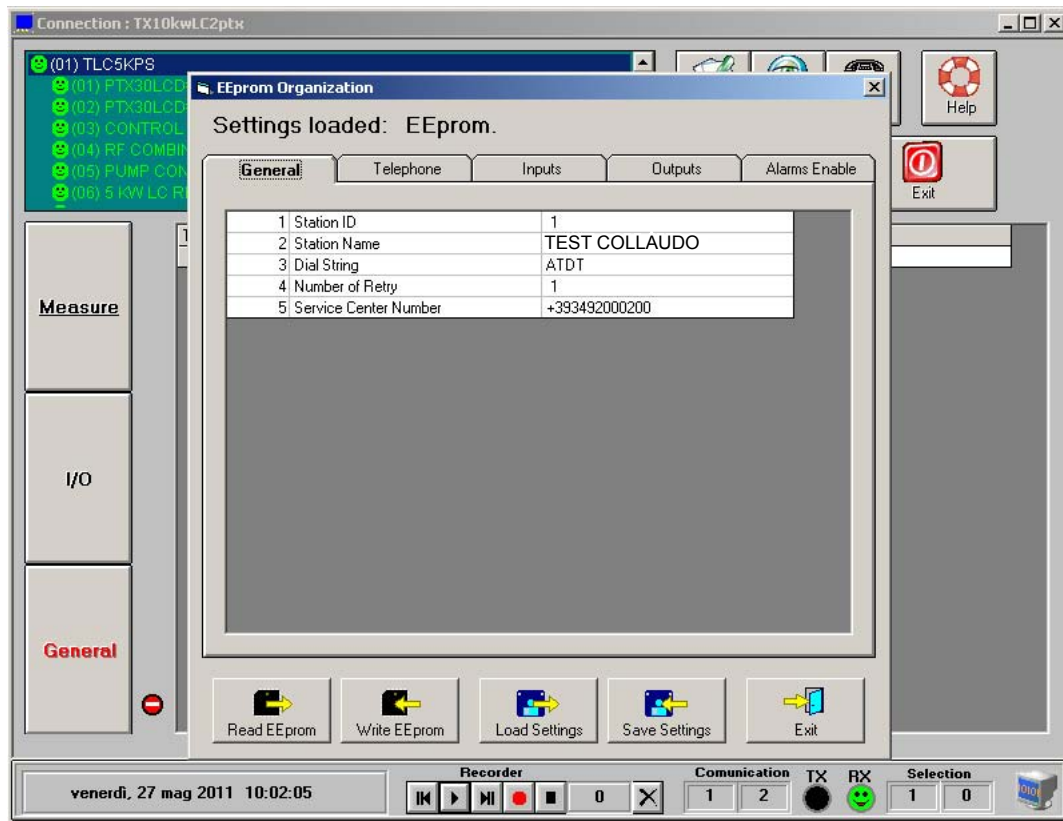 Connection : TX10kwLC2ptx
(01) TLC5KPS
(01) PTX30LCD
(02) PTX30LCD
(03) CONTROL
(04) RF COMBIN
(05) PUMP CON
(06) 5 KW LC R
Help
Exit
EEprom Organization
Settings loaded: EEprom.
General Telephone Inputs Outputs Alarms Enable
1 Station ID 1
2 Station Name TEST COLLAUDO
3 Dial String ATDT
4 Number of Retry 1
5 Service Center Number +393492000200
Measure
I/O
General
Read EEprom Write EEprom Load Settings Save Settings Exit
venerdì, 27 mag 2011 10:02:05
Recorder
0
Comunication
1 2
TX RX
Selection
1 0